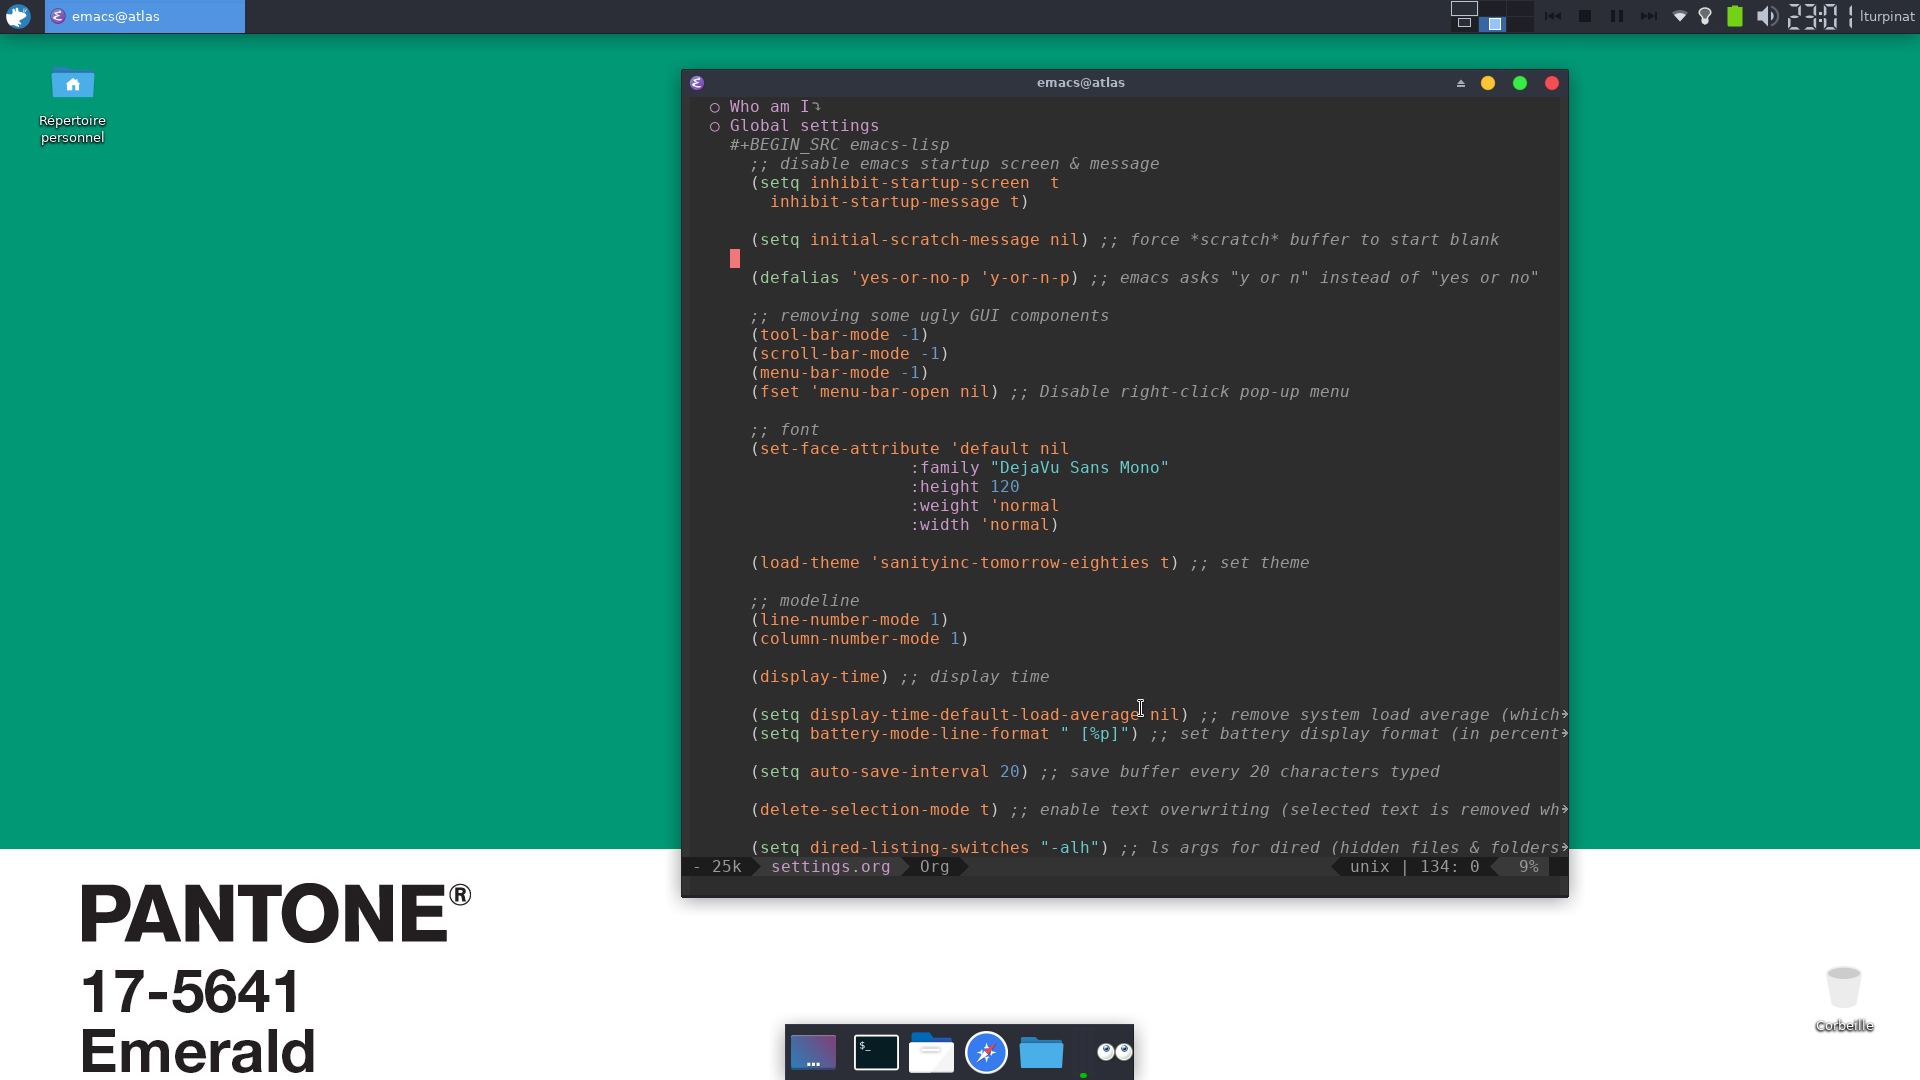 emacs@atlas
23:01
lturpinat
Répertoire
personnel
emacs@atlas
Who am I
Global settings
#+BEGIN_SRC emacs-lisp
;; disable emacs startup screen & message
(setq inhibit-startup-screen  t
inhibit-startup-message t)
(setq initial-scratch-message nil) ;; force *scratch* buffer to start blank
(defalias 'yes-or-no-p 'y-or-n-p) ;; emacs asks "y or n" instead of "yes or no"
;; removing some ugly GUI components
(tool-bar-mode -1)
(scroll-bar-mode -1)
(menu-bar-mode -1)
(fset 'menu-bar-open nil) ;; Disable right-click pop-up menu
;; font
(set-face-attribute 'default nil
:family "DejaVu Sans Mono"
:height 120
:weight 'normal
:width 'normal)
(load-theme 'sanityinc-tomorrow-eighties t) ;; set theme
;; modeline
(line-number-mode 1)
(column-number-mode 1)
(display-time) ;; display time
(setq display-time-default-load-average nil) ;; remove system load average (which
(setq battery-mode-line-format " [%p]") ;; set battery display format (in percent
(setq auto-save-interval 20) ;; save buffer every 20 characters typed
(delete-selection-mode t) ;; enable text overwriting (selected text is removed wh
(setq dired-listing-switches "-alh") ;; ls args for dired (hidden files & folders
- 25k settings.org Org unix | 134: 0 9%
PANTONE®
17-5641
Emerald
Corbeille
$_